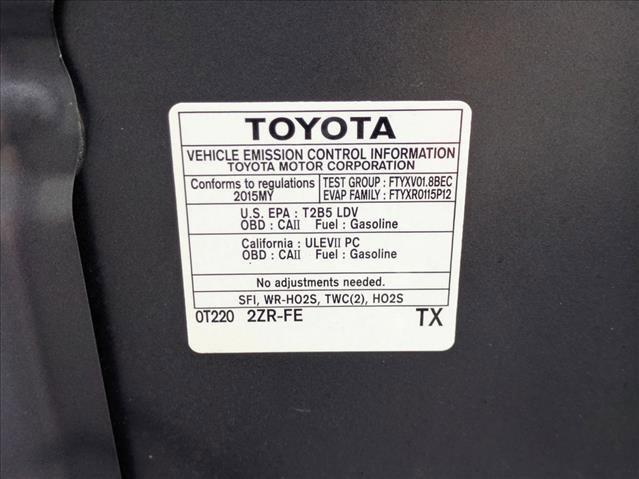 TOYOTA
VEHICLE EMISSION CONTROL INFORMATION
TOYOTA MOTOR CORPORATION
Conforms to regulations
2015MY
TEST GROUP : FTYXV01.8BEC
EVAP FAMILY : FTYXR0115P12
U.S. EPA : T2B5 LDV
OBD : CAII Fuel : Gasoline
California : ULEVII PC
OBD : CAII Fuel : Gasoline
No adjustments needed.
SFI, WR-HO2S, TWC(2), HO2S
0T220 2ZR-FE TX